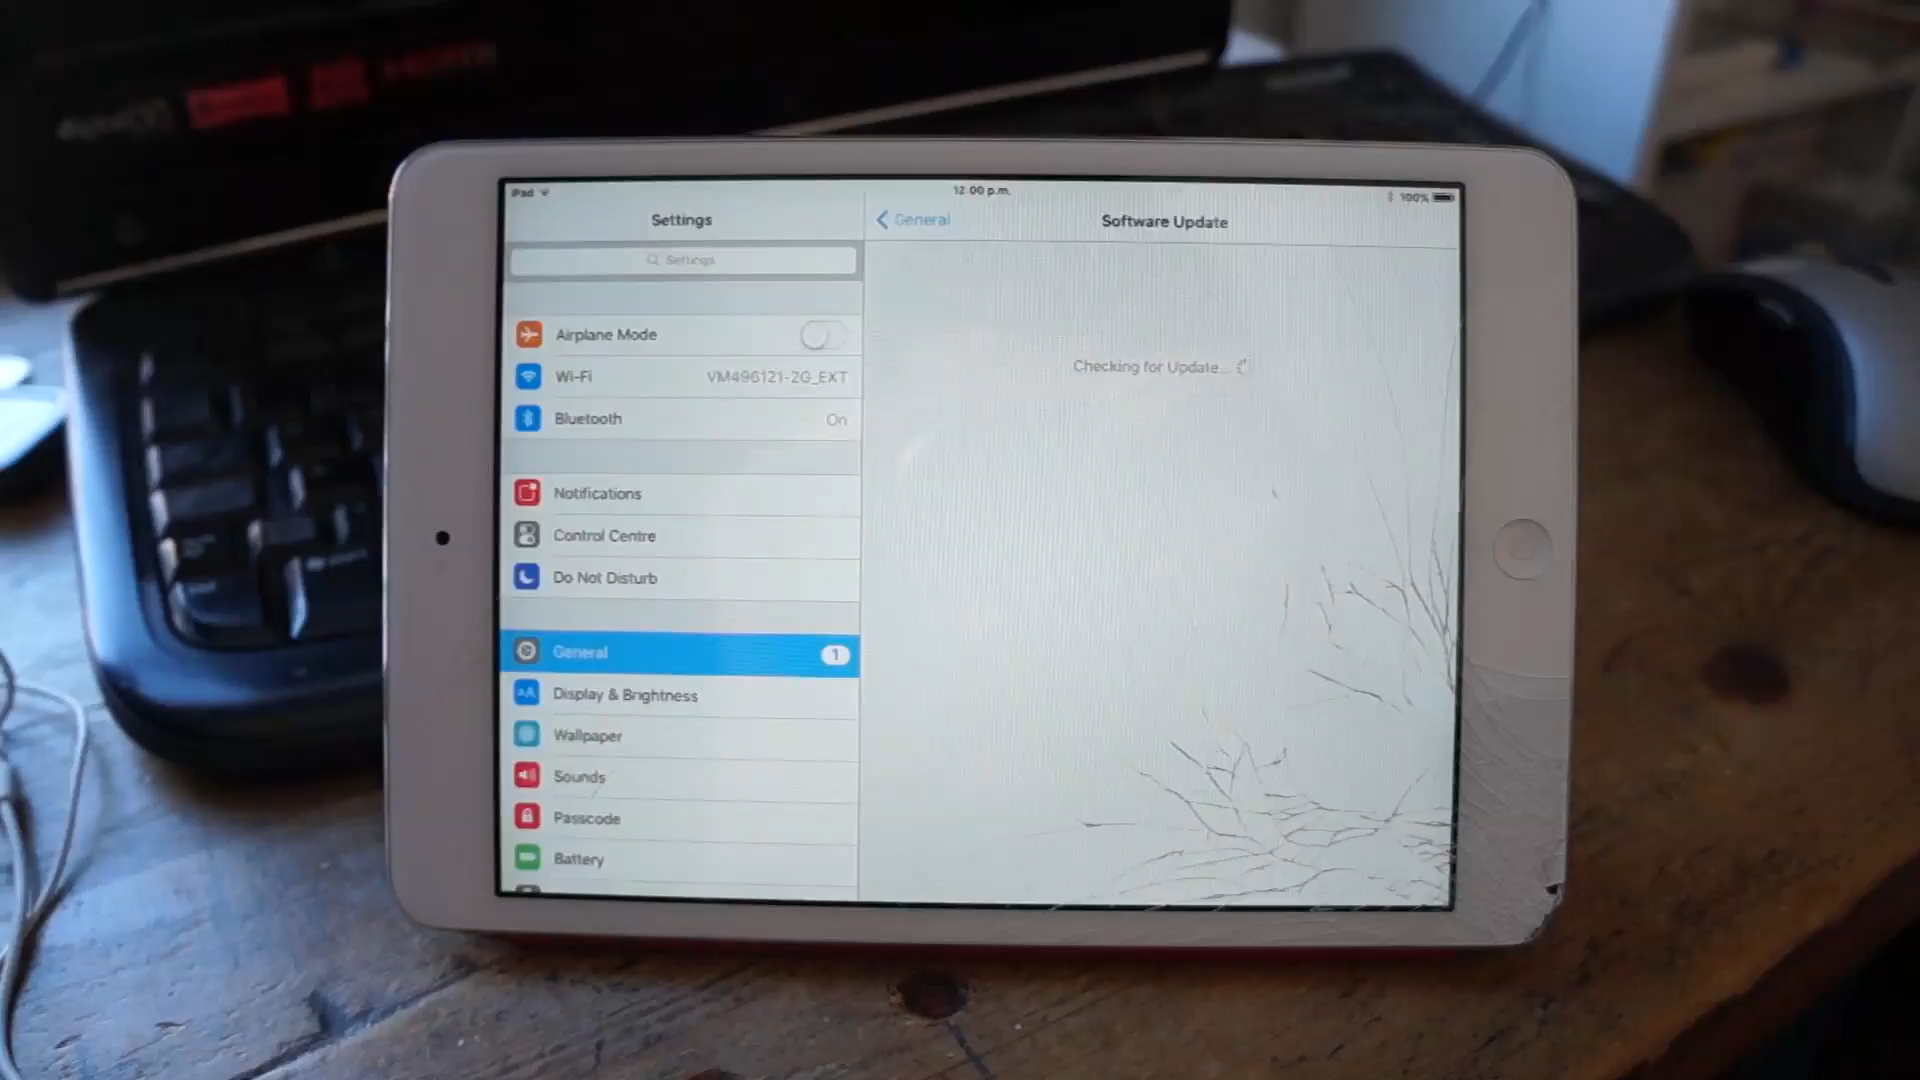 iPad
12:00 p.m.
100%
Settings
General
Software Update
Settings
Airplane Mode
Wi-Fi
VM496121-2G_EXT
Bluetooth
On
Checking for Update...
Notifications
Control Centre
Do Not Disturb
General
1
AA
Display & Brightness
Wallpaper
Sounds
Passcode
Battery